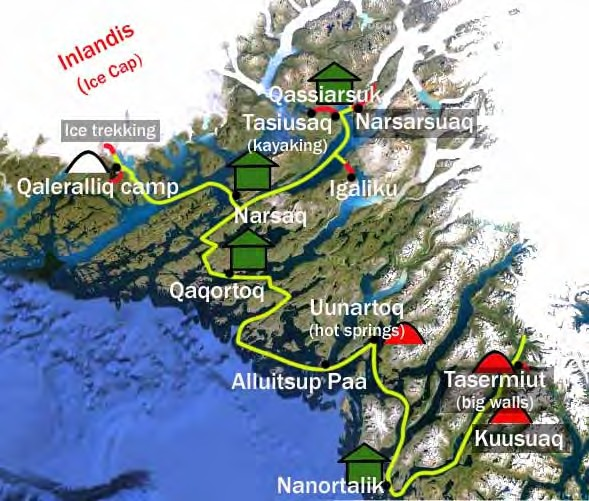 Inlandis
(Ice Cap)
Qassiarsuk
Ice trekking
Tasiusaq
Narsarsuaq
(kayaking)
Qaleralliq camp
Igaliku
Narsaq
Qaqortoq
Uunartoq
(hot springs)
Alluitsup Paa
Tasermiut
(big walls)
Kuusuaq
Nanortalik